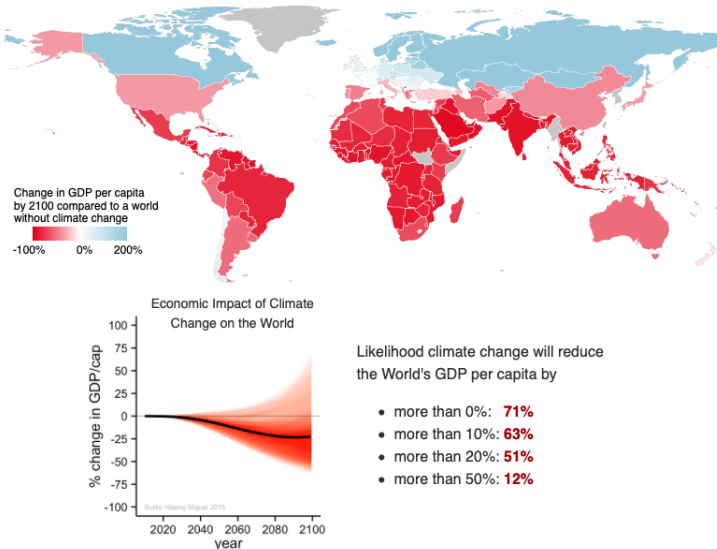 Change in GDP per capita
by 2100 compared to a world
without climate change
-100% 0% 200%
Economic Impact of Climate
Change on the World
% change in GDP/cap
100
75
50
25
0
-25
-50
-75
-100
Burke Hsiang Miguel 2015
2020 2040 2060 2080 2100
year
Likelihood climate change will reduce
the World's GDP per capita by
• more than 0%: 71%
• more than 10%: 63%
• more than 20%: 51%
• more than 50%: 12%